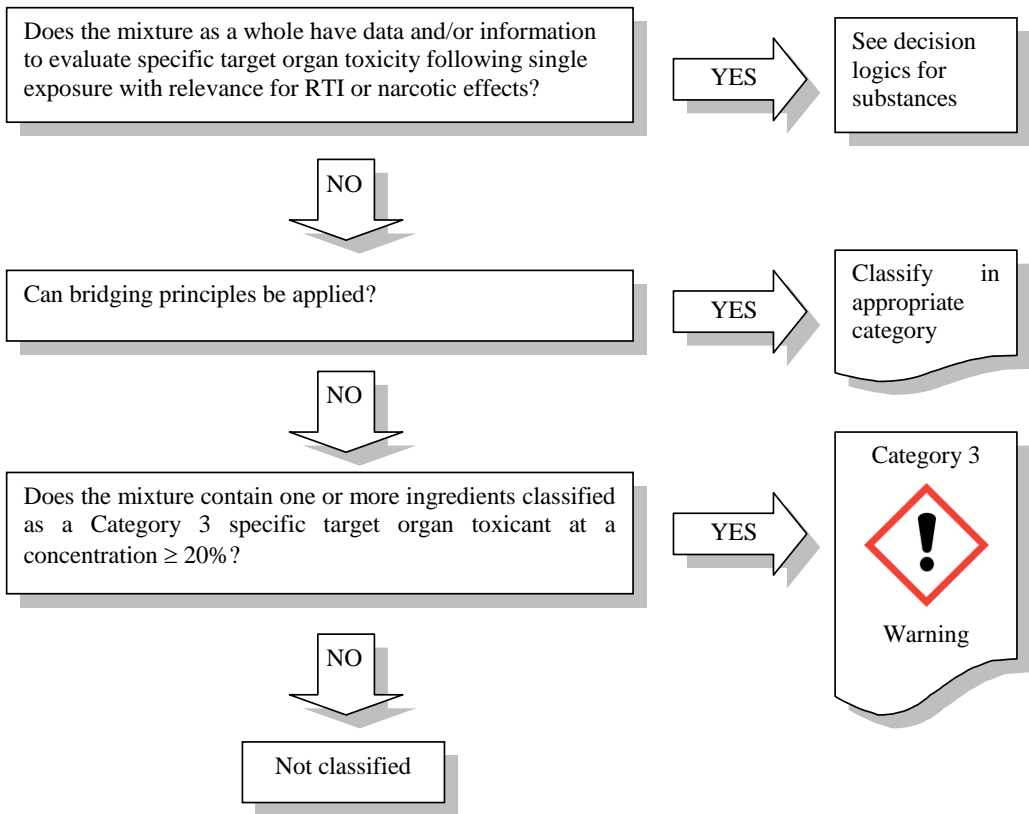 Does the mixture as a whole have data and/or information
to evaluate specific target organ toxicity following single
exposure with relevance for RTI or narcotic effects?
YES
See decision
logics for
substances
NO
Can bridging principles be applied?
YES
Classify in
appropriate
category
NO
Does the mixture contain one or more ingredients classified
as a Category 3 specific target organ toxicant at a
concentration ≥ 20%?
YES
Category 3
Warning
NO
Not classified